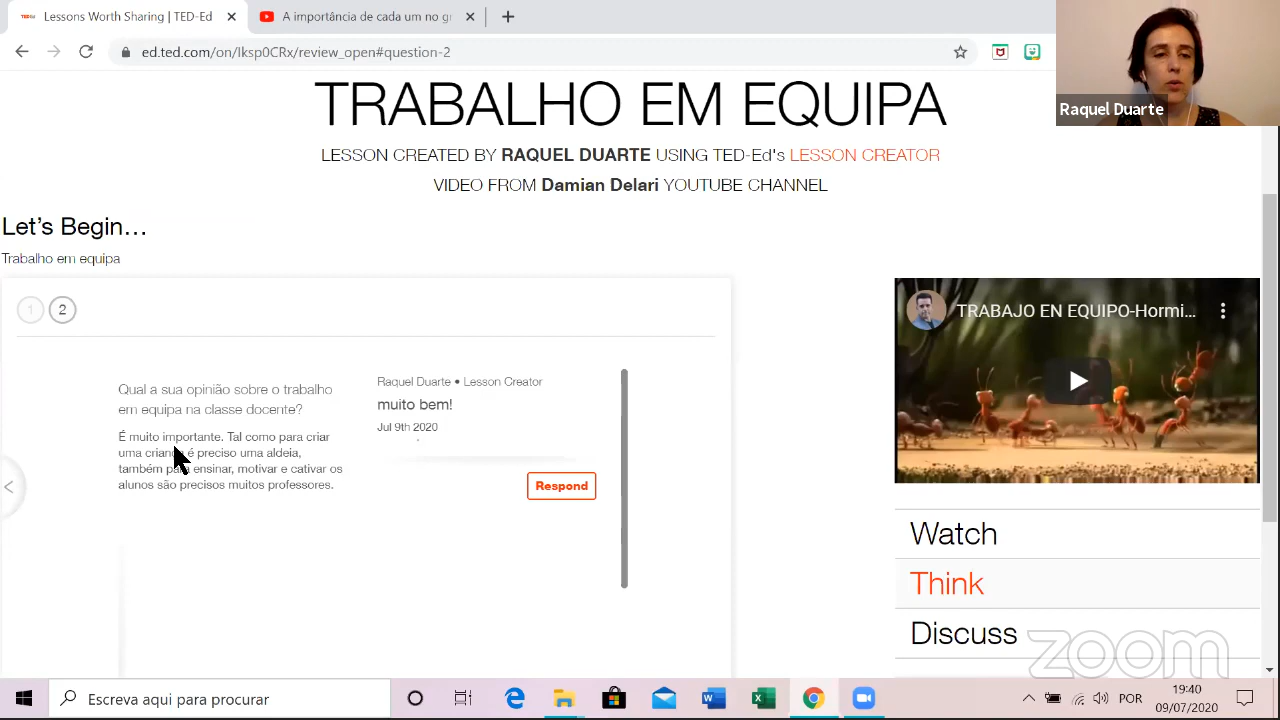 Lessons Worth Sharing | TED-Ed
A importância de cada um no gr
ed.ted.com/on/lksp0CRx/review_open#question-2
Raquel Duarte
TRABALHO EM EQUIPA
LESSON CREATED BY RAQUEL DUARTE USING TED-Ed's LESSON CREATOR
VIDEO FROM Damian Delari YOUTUBE CHANNEL
Let's Begin…
Trabalho em equipa
1 2
Qual a sua opinião sobre o trabalho
em equipa na classe docente?
É muito importante. Tal como para criar
uma criança é preciso uma aldeia,
também para ensinar, motivar e cativar os
alunos são precisos muitos professores.
Raquel Duarte • Lesson Creator
muito bem!
Jul 9th 2020
Respond
TRABAJO EN EQUIPO-Hormi...
Watch
Think
Discuss
zoom
Escreva aqui para procurar
POR
19:40
09/07/2020